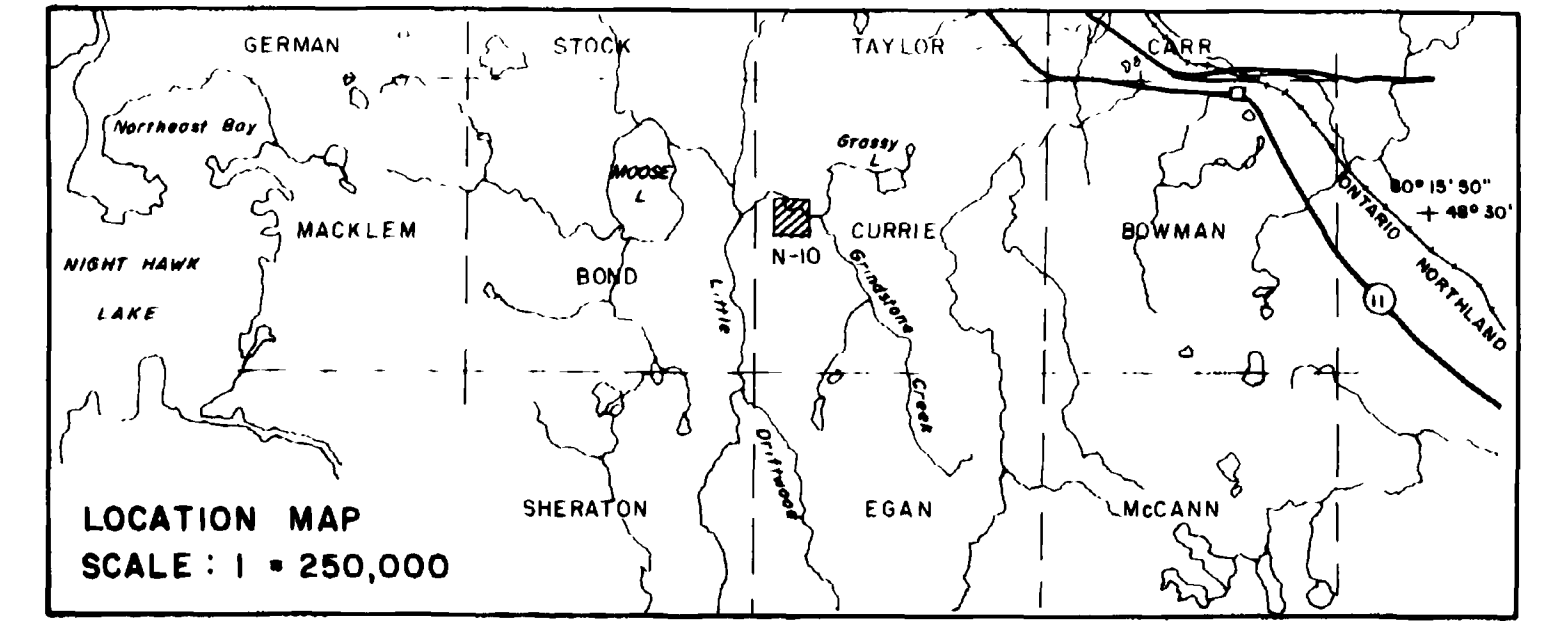 GERMAN
STOCK
TAYLOR
CARR
Northeast Bay
Grassy
L
MOOSE
L
80° 15' 50"
48° 30'
ONTARIO
NORTHLAND
MACKLEM
CURRIE
BOWMAN
N-10
NIGHT HAWK
LAKE
BOND
Little
Grindstone
Creek
11
Driftwood
SHERATON
EGAN
McCANN
LOCATION MAP
SCALE : 1 = 250,000